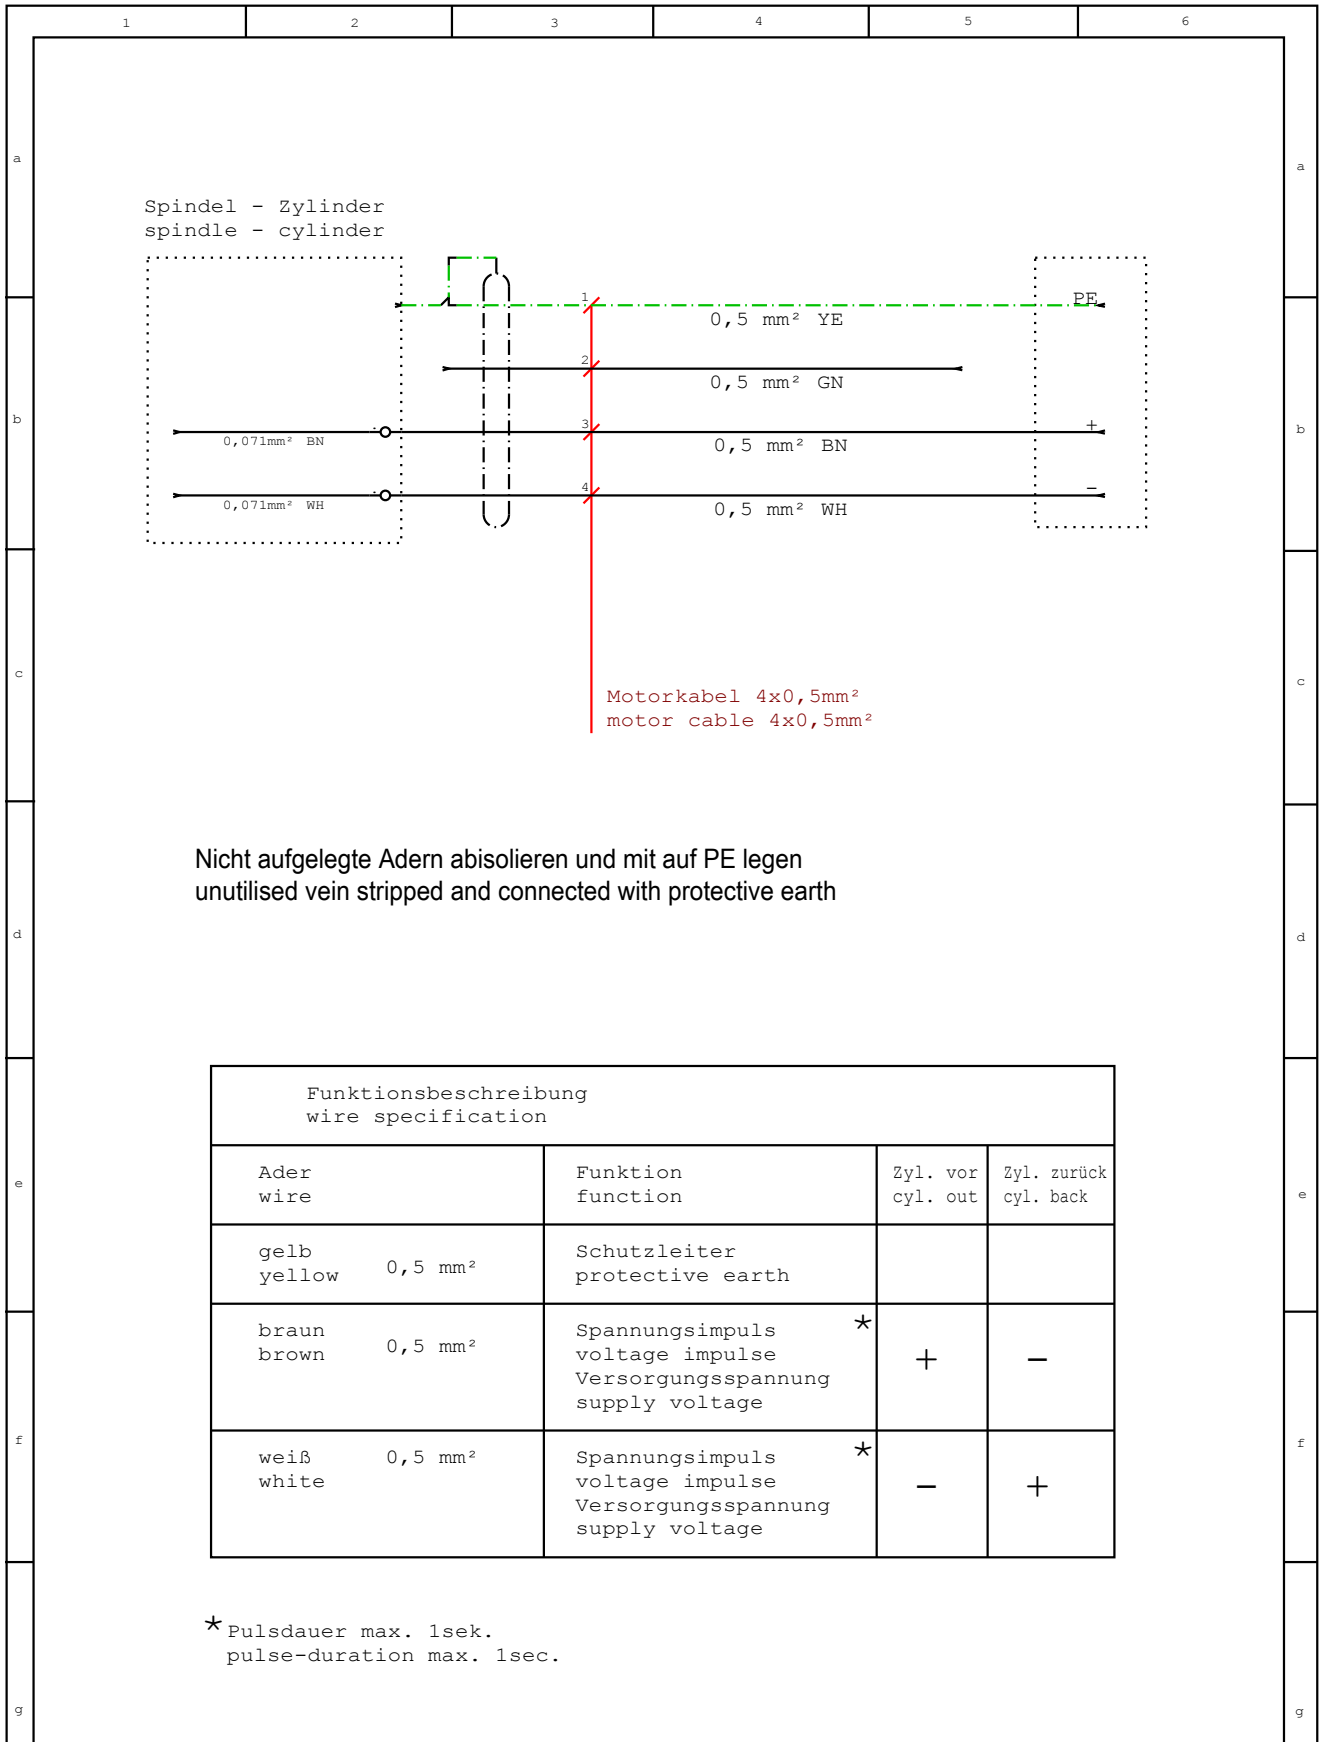 1 2 3 4 5 6
a a
Spindel - Zylinder
spindle - cylinder
1 PE
0,5 mm² YE
2
0,5 mm² GN
b b
3 +
0,071mm² BN 0,5 mm² BN
4 -
0,071mm² WH 0,5 mm² WH
c c
Motorkabel 4x0,5mm²
motor cable 4x0,5mm²
Nicht aufgelegte Adern abisolieren und mit auf PE legen
unutilised vein stripped and connected with protective earth
d d
Funktionsbeschreibung
wire specification
Ader Funktion Zyl. vor Zyl. zurück
wire function cyl. out cyl. back
e e
gelb Schutzleiter
yellow 0,5 mm² protective earth
braun Spannungsimpuls *
brown 0,5 mm² voltage impulse + -
Versorgungsspannung
supply voltage
f f
weiß 0,5 mm² Spannungsimpuls *
white voltage impulse - +
Versorgungsspannung
supply voltage
* Pulsdauer max. 1sek.
pulse-duration max. 1sec.
g g